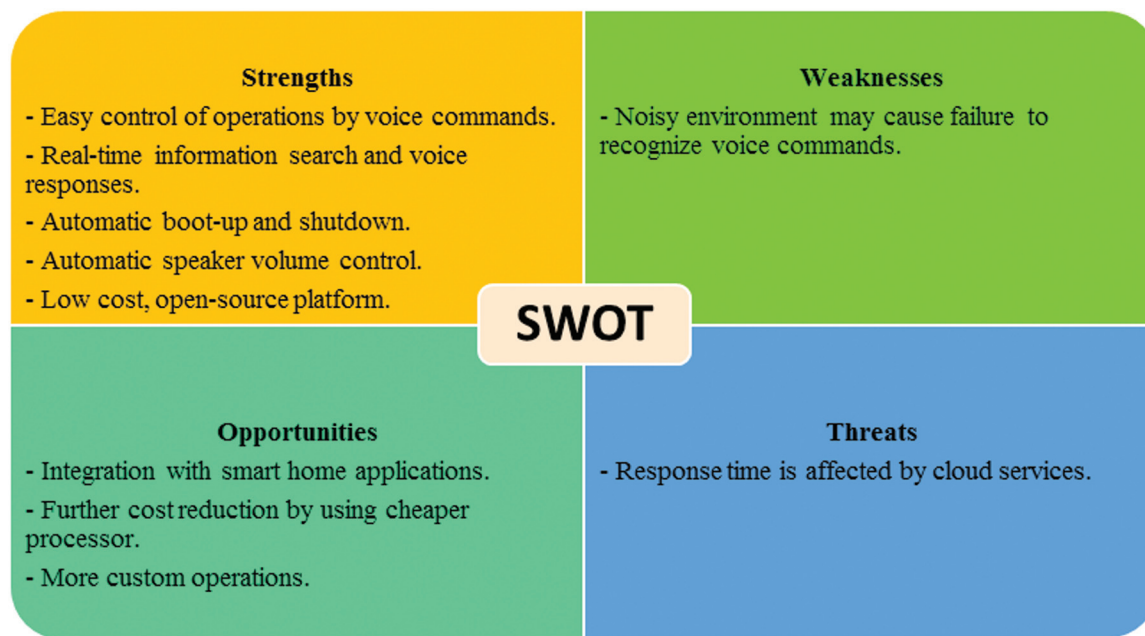 Strengths
- Easy control of operations by voice commands.
- Real-time information search and voice
responses.
- Automatic boot-up and shutdown.
- Automatic speaker volume control.
- Low cost, open-source platform.
Weaknesses
- Noisy environment may cause failure to
recognize voice commands.
SWOT
Opportunities
- Integration with smart home applications.
- Further cost reduction by using cheaper
processor.
- More custom operations.
Threats
- Response time is affected by cloud services.